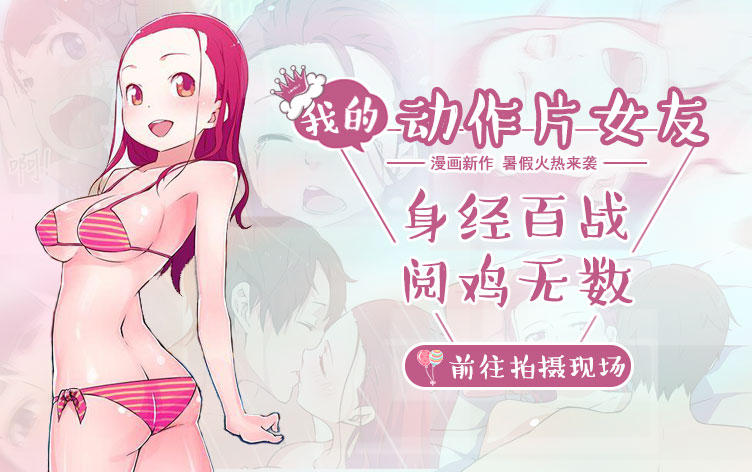 我的动作片女友
漫画新作 暑假火热来袭
身经百战
阅鸡无数
前往拍摄现场
啊!!